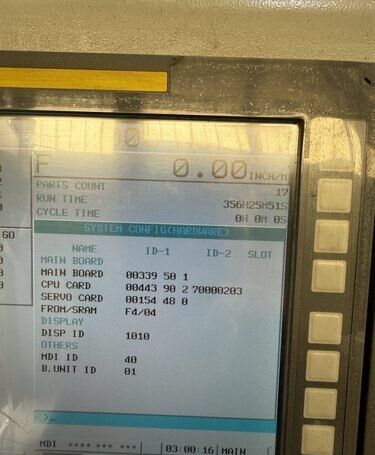 F 0.00 INCH/M
PARTS COUNT 17
RUN TIME 356H25M51S
CYCLE TIME 0H 0M 0S
GO
SYSTEM CONFIG(HARDWARE)
NAME ID-1 ID-2 SLOT
MAIN BOARD
MAIN BOARD 00339 50 1
CPU CARD 00443 90 2 70000203
SERVO CARD 00154 48 0
FROM/SRAM F4/04
DISPLAY
DISP ID 1010
OTHERS
MDI ID 40
B.UNIT ID 01
>_
MDI **** *** *** 03:00:16 MAIN